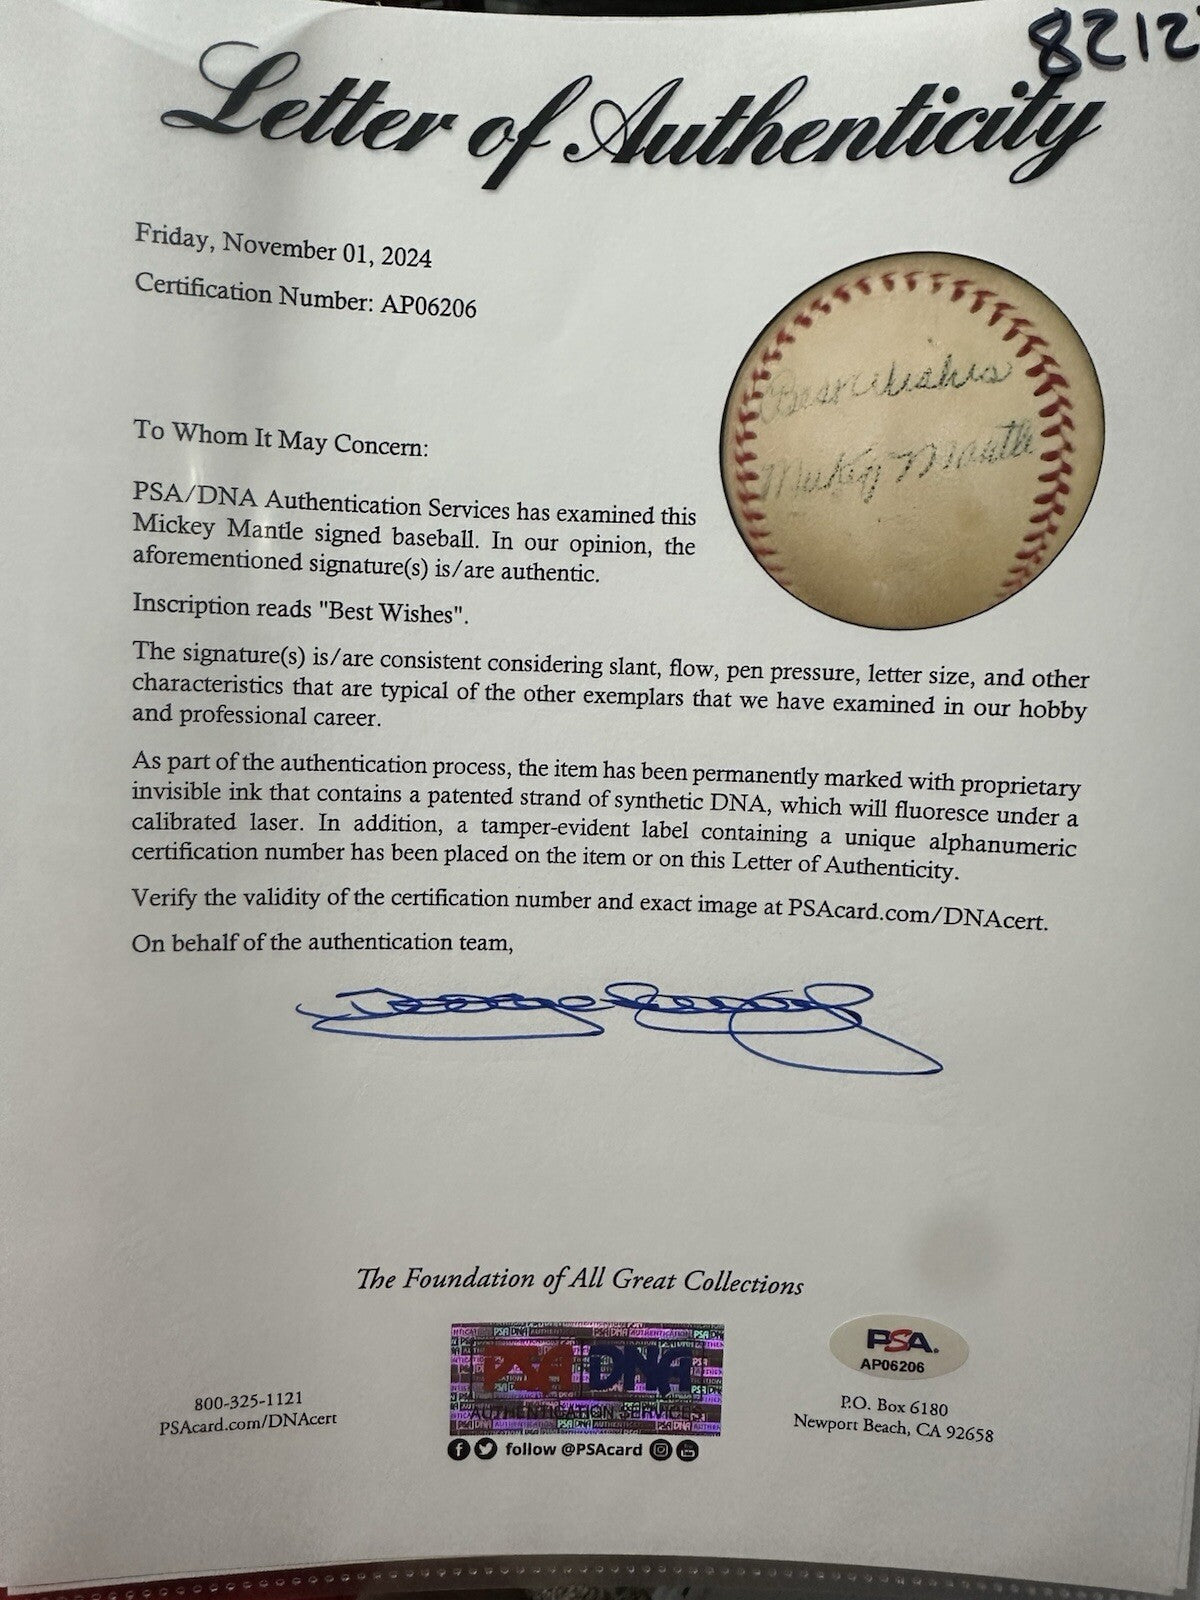 8212
Letter of Authenticity
Friday, November 01, 2024
Certification Number: AP06206
Best Wishes
Mickey Mantle
To Whom It May Concern:
PSA/DNA Authentication Services has examined this
Mickey Mantle signed baseball. In our opinion, the
aforementioned signature(s) is/are authentic.
Inscription reads "Best Wishes".
The signature(s) is/are consistent considering slant, flow, pen pressure, letter size, and other
characteristics that are typical of the other exemplars that we have examined in our hobby
and professional career.
As part of the authentication process, the item has been permanently marked with proprietary
invisible ink that contains a patented strand of synthetic DNA, which will fluoresce under a
calibrated laser. In addition, a tamper-evident label containing a unique alphanumeric
certification number has been placed on the item or on this Letter of Authenticity.
Verify the validity of the certification number and exact image at PSAcard.com/DNAcert.
On behalf of the authentication team,
The Foundation of All Great Collections
800-325-1121
PSAcard.com/DNAcert
PSA DNA
AUTHENTICATION SERVICES
follow @PSAcard
PSA.
AP06206
P.O. Box 6180
Newport Beach, CA 92658